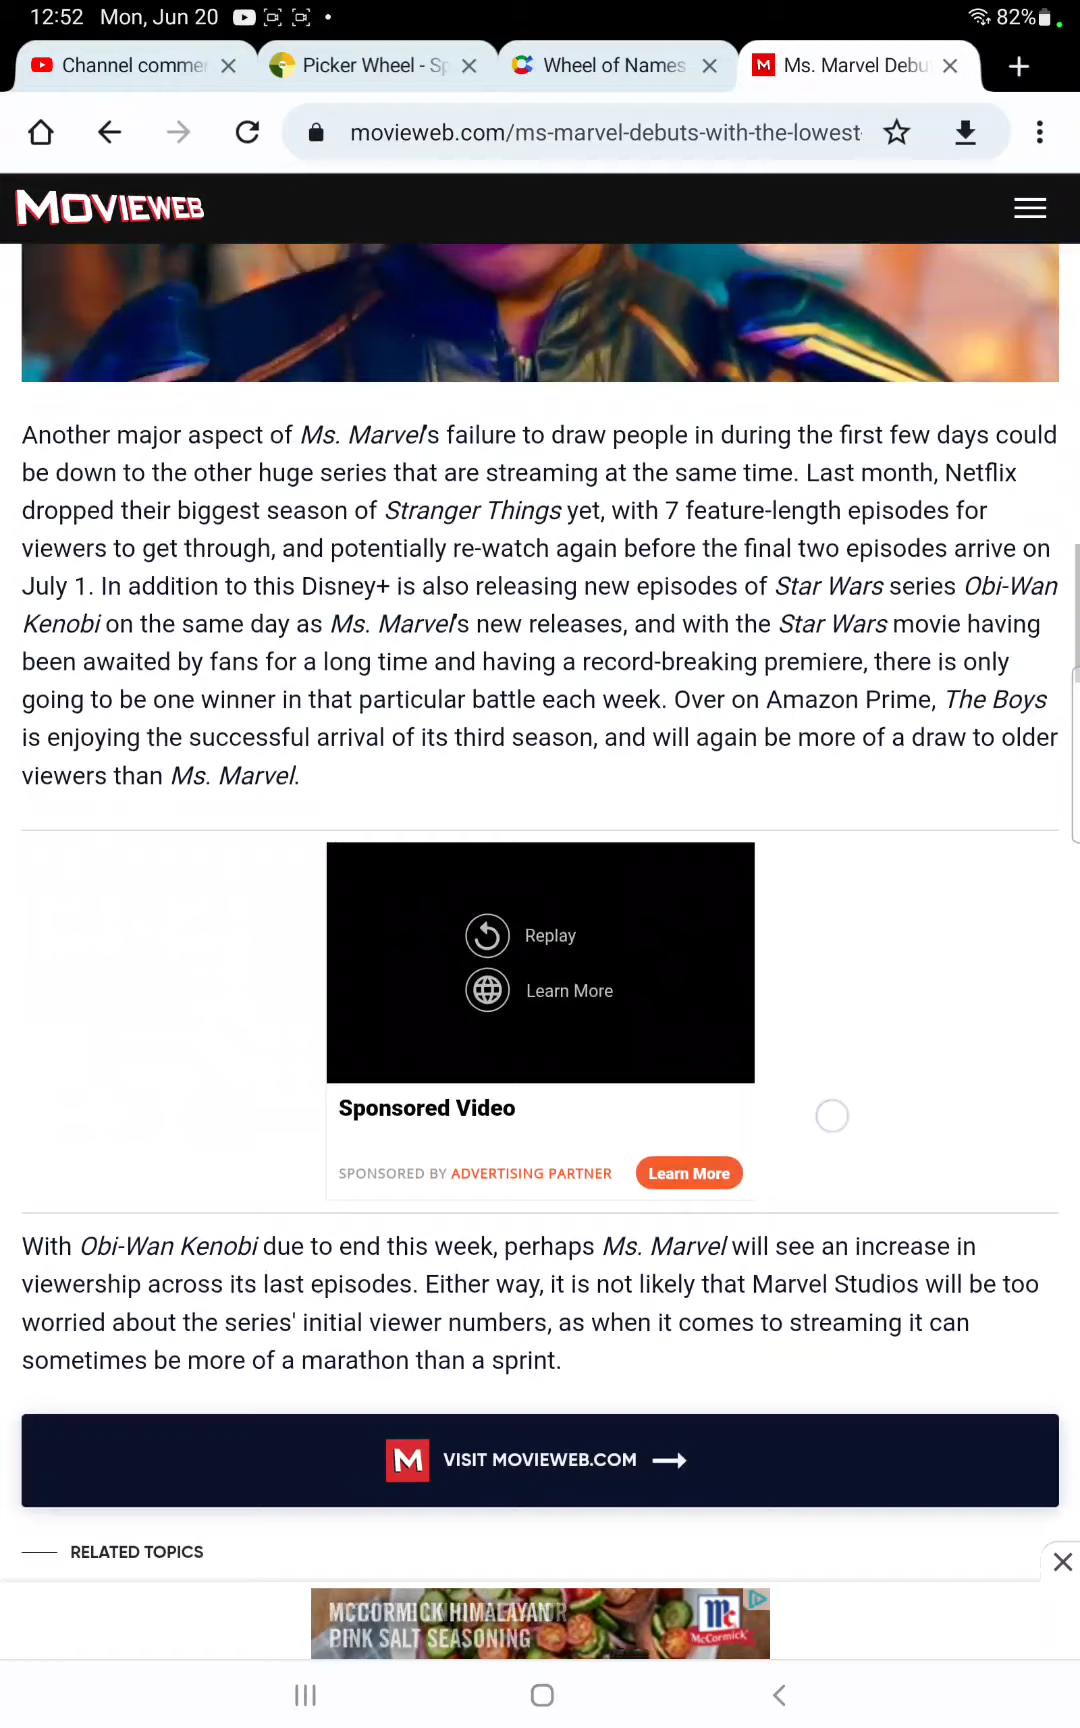 12:52 Mon, Jun 20 82%
Channel comme Picker Wheel - Sp Wheel of Names Ms. Marvel Debu
movieweb.com/ms-marvel-debuts-with-the-lowest-
MOVIEWEB
Another major aspect of Ms. Marvel's failure to draw people in during the first few days could
be down to the other huge series that are streaming at the same time. Last month, Netflix
dropped their biggest season of Stranger Things yet, with 7 feature-length episodes for
viewers to get through, and potentially re-watch again before the final two episodes arrive on
July 1. In addition to this Disney+ is also releasing new episodes of Star Wars series Obi-Wan
Kenobi on the same day as Ms. Marvel's new releases, and with the Star Wars movie having
been awaited by fans for a long time and having a record-breaking premiere, there is only
going to be one winner in that particular battle each week. Over on Amazon Prime, The Boys
is enjoying the successful arrival of its third season, and will again be more of a draw to older
viewers than Ms. Marvel.
Replay
Learn More
Sponsored Video
SPONSORED BY ADVERTISING PARTNER Learn More
With Obi-Wan Kenobi due to end this week, perhaps Ms. Marvel will see an increase in
viewership across its last episodes. Either way, it is not likely that Marvel Studios will be too
worried about the series' initial viewer numbers, as when it comes to streaming it can
sometimes be more of a marathon than a sprint.
M VISIT MOVIEWEB.COM
RELATED TOPICS
MCCORMICK HIMALAYAN
PINK SALT SEASONING
Mc
McCormick